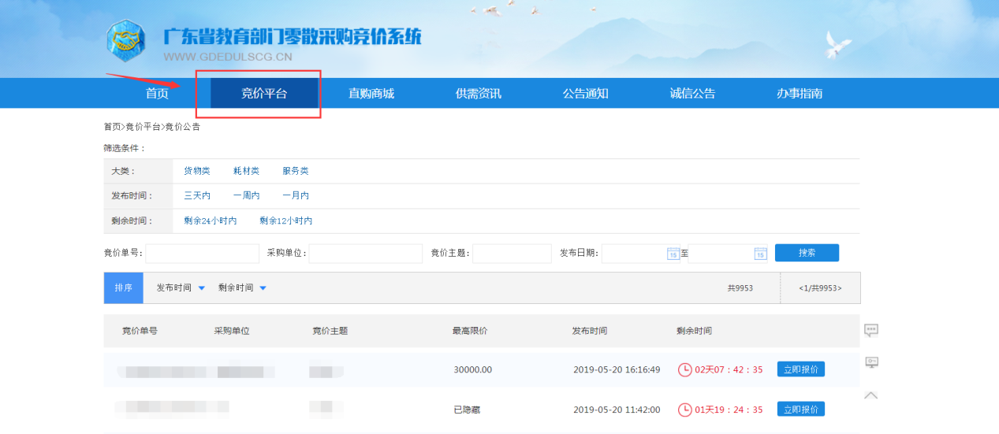 广东省教育部门零散采购竞价系统
WWW.GDEDULSCG.CN
首页 竞价平台 直购商城 供需资讯 公告通知 诚信公告 办事指南
首页>竞价平台>竞价公告
筛选条件：
大类： 货物类 耗材类 服务类
发布时间： 三天内 一周内 一月内
剩余时间： 剩余24小时内 剩余12小时内
竞价单号: 采购单位: 竞价主题: 发布日期: 15 至 15 搜索
排序 发布时间 剩余时间 共9953 <1/共9953>
竞价单号 采购单位 竞价主题 最高限价 发布时间 剩余时间
30000.00 2019-05-20 16:16:49 02天07：42：35 立即报价
已隐藏 2019-05-20 11:42:00 01天19：24：35 立即报价